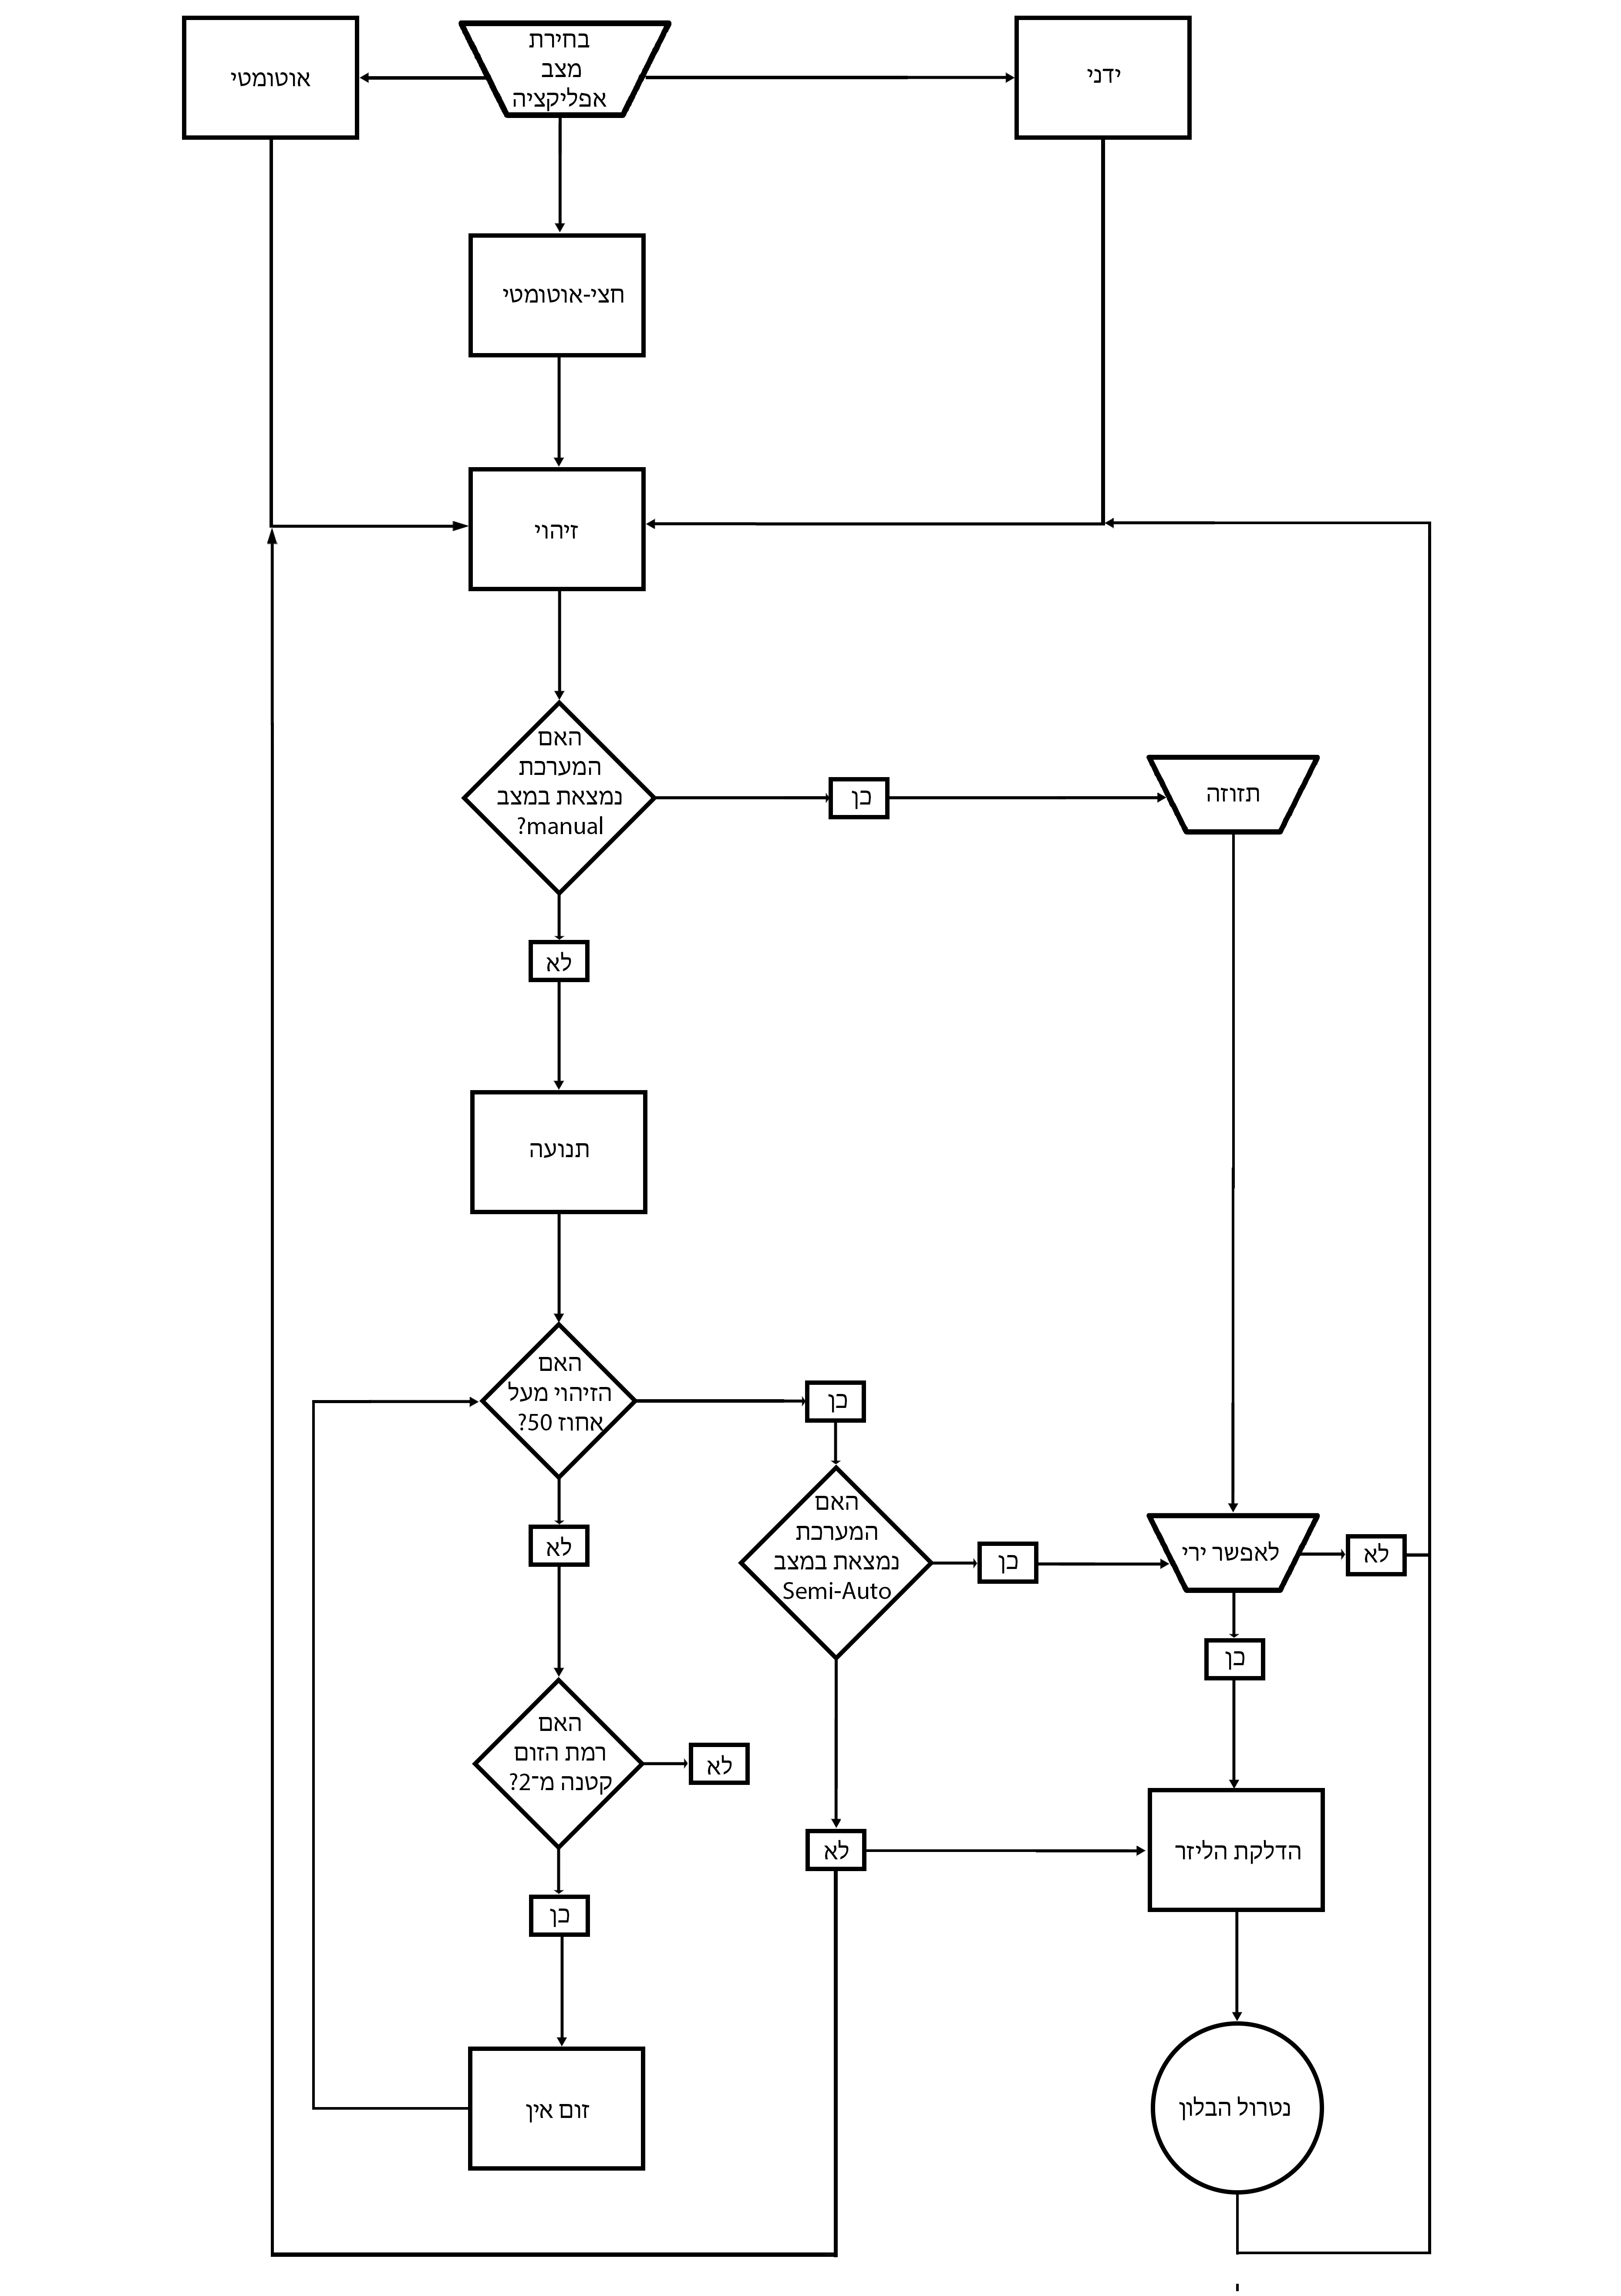 בחירת
מצב
אפליקציה
אוטומטי
ידני
חצי-אוטומטי
זיהוי
האם
המערכת
נמצאת במצב
manual?
כן
תזוזה
לא
תנועה
האם
הזיהוי מעל
אחוז 50?
כן
האם
המערכת
נמצאת במצב
Semi-Auto
כן
לאפשר ירי
לא
לא
כן
האם
רמת הזום
קטנה מ־2?
לא
לא
הדלקת הליזר
כן
זום אין
נטרול הבלון